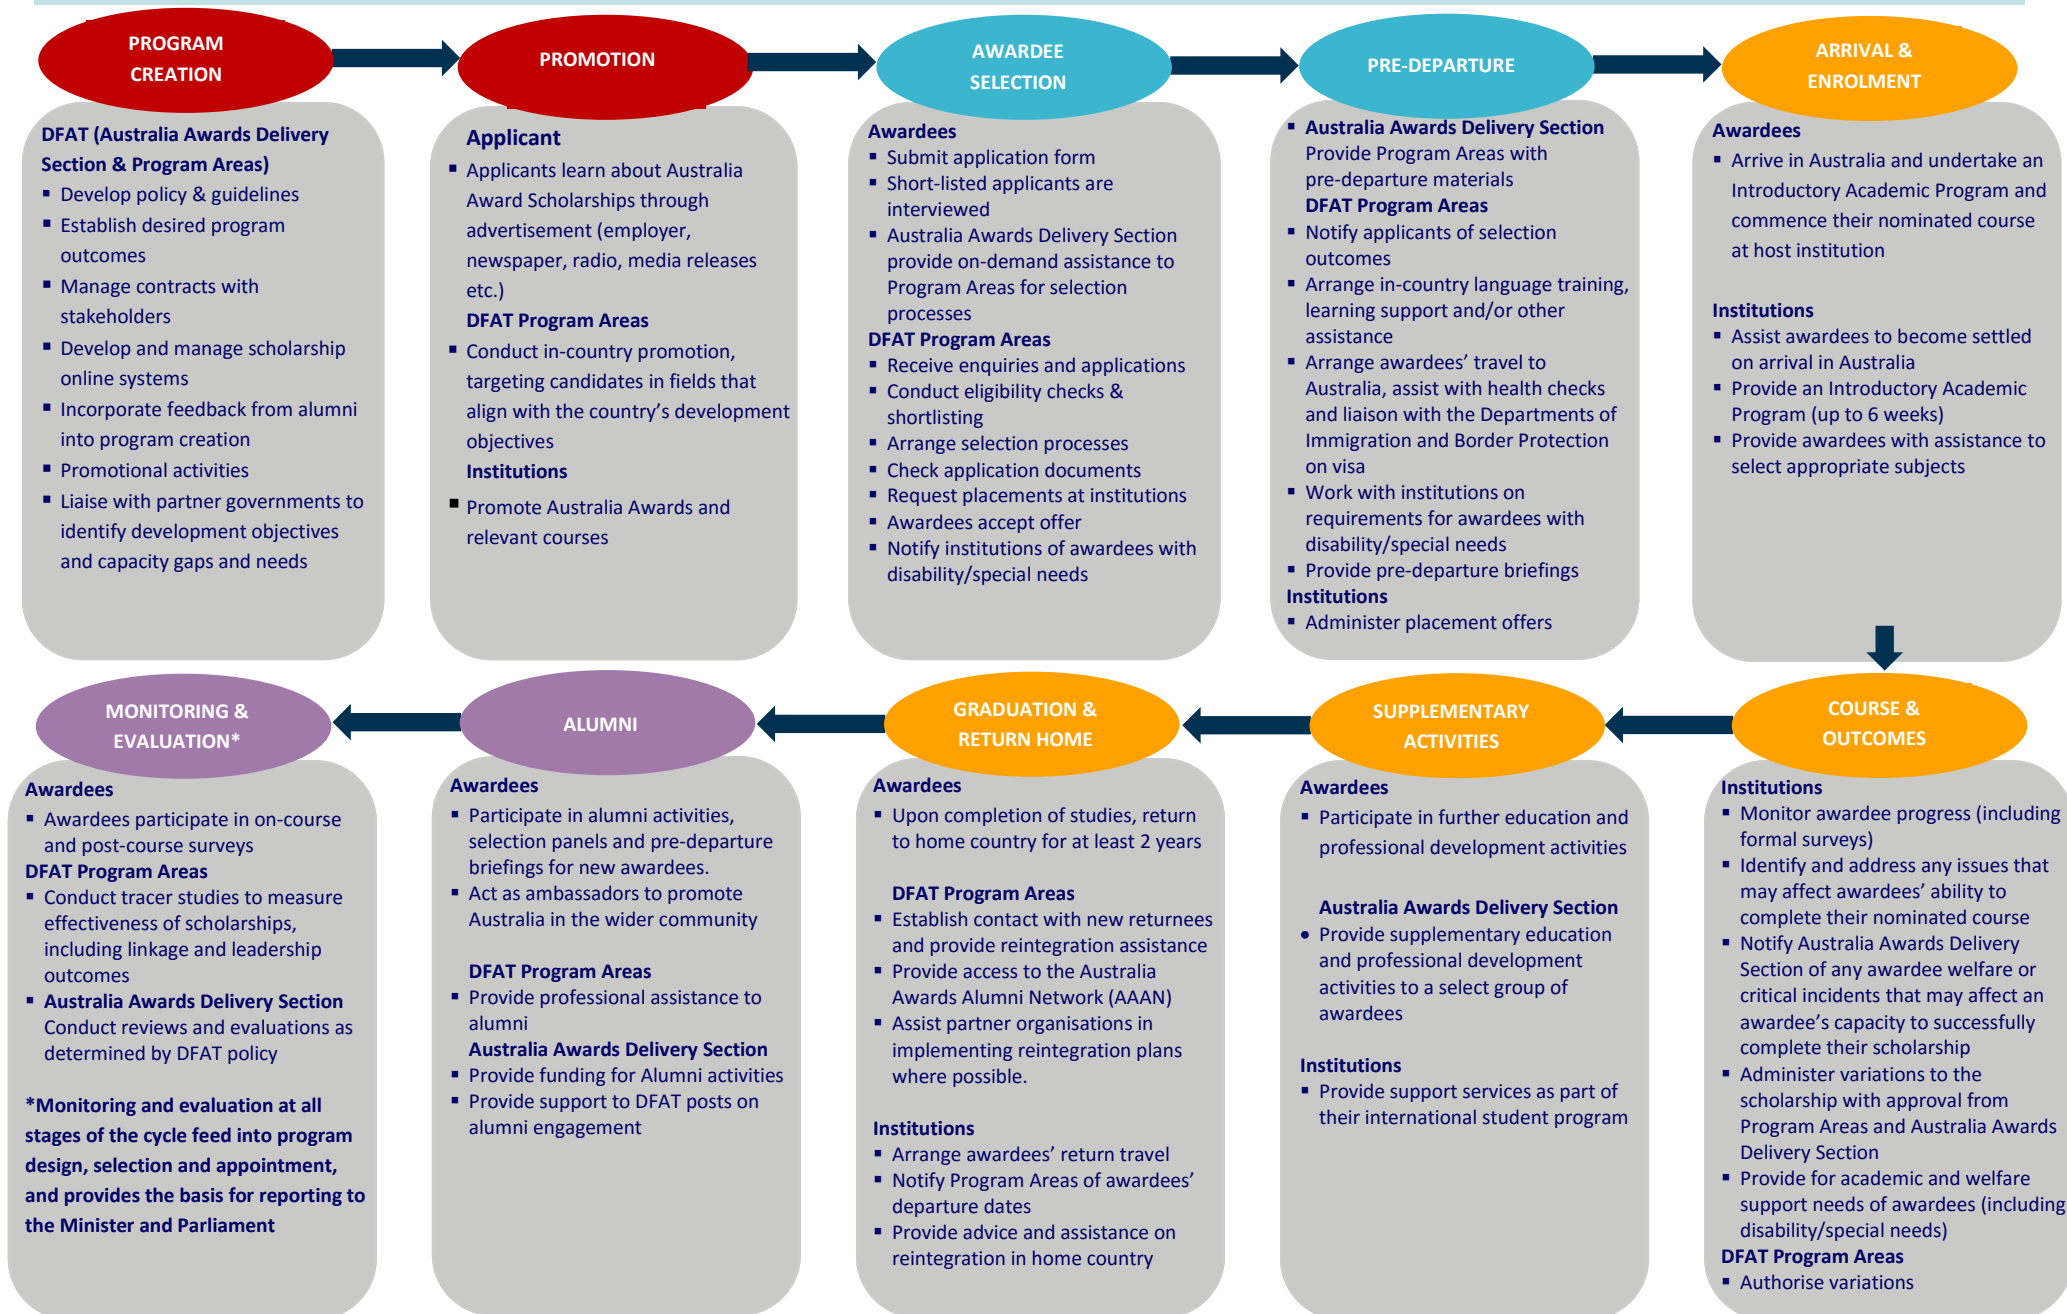 PROGRAM
CREATION
DFAT (Australia Awards Delivery
Section & Program Areas)
▪ Develop policy & guidelines
▪ Establish desired program
outcomes
▪ Manage contracts with
stakeholders
▪ Develop and manage scholarship
online systems
▪ Incorporate feedback from alumni
into program creation
▪ Promotional activities
▪ Liaise with partner governments to
identify development objectives
and capacity gaps and needs
PROMOTION
Applicant
▪ Applicants learn about Australia
Award Scholarships through
advertisement (employer,
newspaper, radio, media releases
etc.)
DFAT Program Areas
▪ Conduct in-country promotion,
targeting candidates in fields that
align with the country’s development
objectives
Institutions
▪ Promote Australia Awards and
relevant courses
AWARDEE
SELECTION
Awardees
▪ Submit application form
▪ Short-listed applicants are
interviewed
▪ Australia Awards Delivery Section
provide on-demand assistance to
Program Areas for selection
processes
DFAT Program Areas
▪ Receive enquiries and applications
▪ Conduct eligibility checks &
shortlisting
▪ Arrange selection processes
▪ Check application documents
▪ Request placements at institutions
▪ Awardees accept offer
▪ Notify institutions of awardees with
disability/special needs
PRE-DEPARTURE
▪ Australia Awards Delivery Section
Provide Program Areas with
pre-departure materials
DFAT Program Areas
▪ Notify applicants of selection
outcomes
▪ Arrange in-country language training,
learning support and/or other
assistance
▪ Arrange awardees’ travel to
Australia, assist with health checks
and liaison with the Departments of
Immigration and Border Protection
on visa
▪ Work with institutions on
requirements for awardees with
disability/special needs
▪ Provide pre-departure briefings
Institutions
▪ Administer placement offers
ARRIVAL &
ENROLMENT
Awardees
▪ Arrive in Australia and undertake an
Introductory Academic Program and
commence their nominated course
at host institution
Institutions
▪ Assist awardees to become settled
on arrival in Australia
▪ Provide an Introductory Academic
Program (up to 6 weeks)
▪ Provide awardees with assistance to
select appropriate subjects
MONITORING &
EVALUATION*
Awardees
▪ Awardees participate in on-course
and post-course surveys
DFAT Program Areas
▪ Conduct tracer studies to measure
effectiveness of scholarships,
including linkage and leadership
outcomes
▪ Australia Awards Delivery Section
Conduct reviews and evaluations as
determined by DFAT policy
*Monitoring and evaluation at all
stages of the cycle feed into program
design, selection and appointment,
and provides the basis for reporting to
the Minister and Parliament
ALUMNI
Awardees
▪ Participate in alumni activities,
selection panels and pre-departure
briefings for new awardees.
▪ Act as ambassadors to promote
Australia in the wider community
DFAT Program Areas
▪ Provide professional assistance to
alumni
Australia Awards Delivery Section
▪ Provide funding for Alumni activities
▪ Provide support to DFAT posts on
alumni engagement
GRADUATION &
RETURN HOME
Awardees
▪ Upon completion of studies, return
to home country for at least 2 years
DFAT Program Areas
▪ Establish contact with new returnees
and provide reintegration assistance
▪ Provide access to the Australia
Awards Alumni Network (AAAN)
▪ Assist partner organisations in
implementing reintegration plans
where possible.
Institutions
▪ Arrange awardees’ return travel
▪ Notify Program Areas of awardees’
departure dates
▪ Provide advice and assistance on
reintegration in home country
SUPPLEMENTARY
ACTIVITIES
Awardees
▪ Participate in further education and
professional development activities
Australia Awards Delivery Section
• Provide supplementary education
and professional development
activities to a select group of
awardees
Institutions
▪ Provide support services as part of
their international student program
COURSE &
OUTCOMES
Institutions
▪ Monitor awardee progress (including
formal surveys)
▪ Identify and address any issues that
may affect awardees’ ability to
complete their nominated course
▪ Notify Australia Awards Delivery
Section of any awardee welfare or
critical incidents that may affect an
awardee’s capacity to successfully
complete their scholarship
▪ Administer variations to the
scholarship with approval from
Program Areas and Australia Awards
Delivery Section
▪ Provide for academic and welfare
support needs of awardees (including
disability/special needs)
DFAT Program Areas
▪ Authorise variations